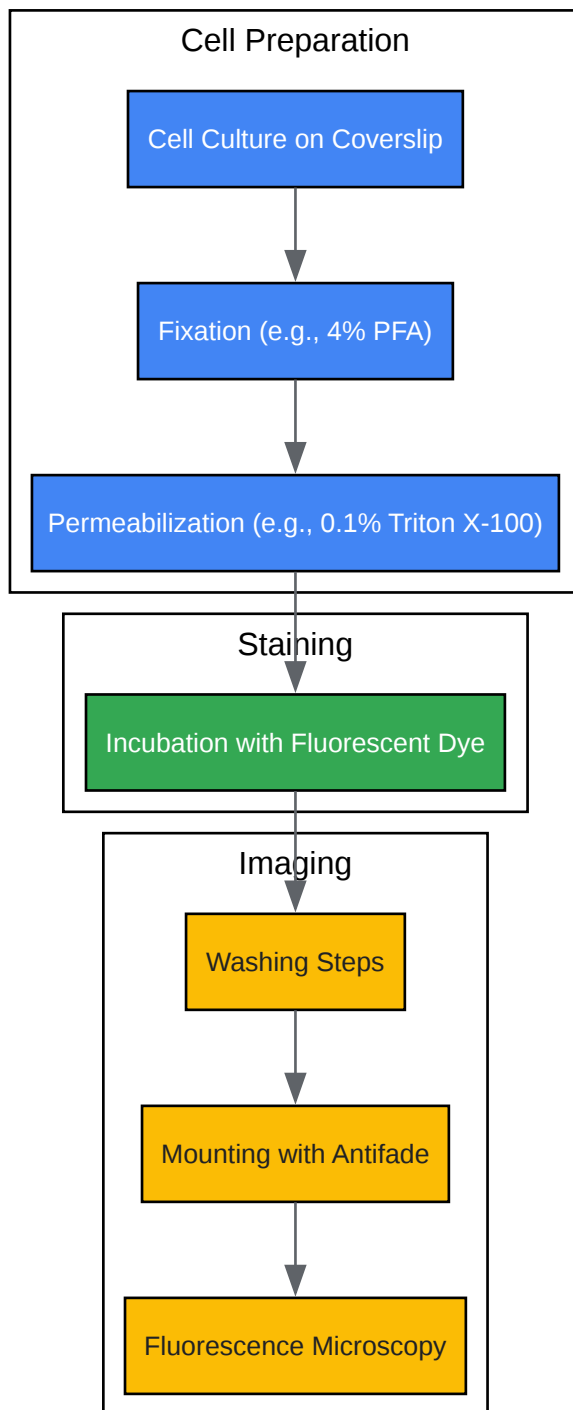 Cell Preparation
Cell Culture on Coverslip
Fixation (e.g., 4% PFA)
Permeabilization (e.g., 0.1% Triton X-100)
Staining
Incubation with Fluorescent Dye
Imaging
Washing Steps
Mounting with Antifade
Fluorescence Microscopy